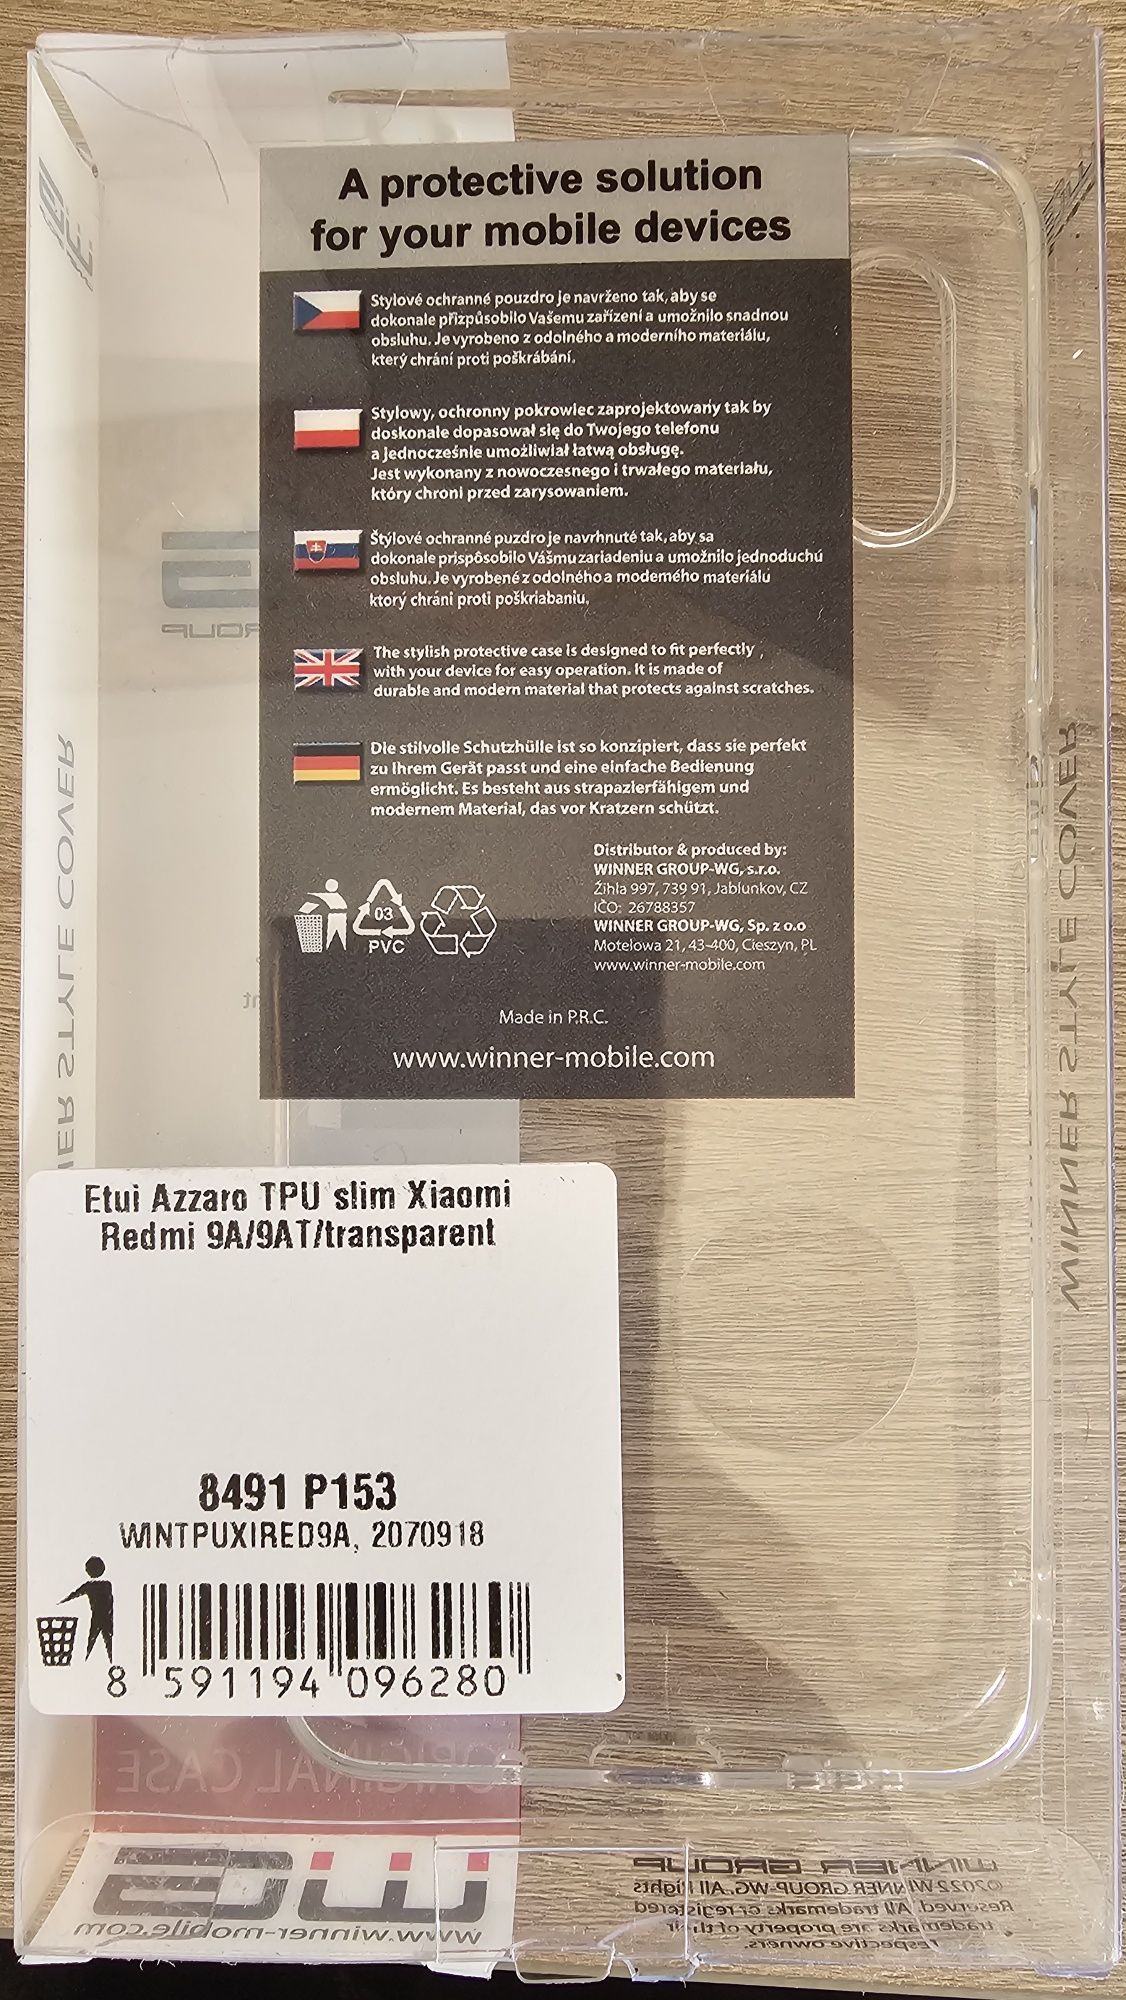 A protective solution
for your mobile devices
Stylové ochranné pouzdro je navrženo tak, aby se
dokonale přizpůsobilo Vašemu zařízení a umožnilo snadnou
obsluhu. Je vyrobeno z odolného a moderního materiálu,
který chrání proti poškrábání.
Stylowy, ochronny pokrowiec zaprojektowany tak by
doskonale dopasował się do Twojego telefonu
a jednocześnie umożliwiał łatwą obsługę.
Jest wykonany z nowoczesnego i trwałego materiału,
który chroni przed zarysowaniem.
Štýlové ochranné puzdro je navrhnuté tak, aby sa
dokonale prispôsobilo Vášmu zariadeniu a umožnilo jednoduchú
obsluhu. Je vyrobené z odolného a moderného materiálu
ktorý chráni proti poškriabaniu.
The stylish protective case is designed to fit perfectly ,
with your device for easy operation. It is made of
durable and modern material that protects against scratches.
Die stilvolle Schutzhülle ist so konzipiert, dass sie perfekt
zu Ihrem Gerät passt und eine einfache Bedienung
ermöglicht. Es besteht aus strapazierfähigem und
modernem Material, das vor Kratzern schützt.
Distributor & produced by:
WINNER GROUP-WG, s.r.o.
Žihla 997, 739 91, Jablunkov, CZ
IČO: 26788357
WINNER GROUP-WG, Sp. z o.o
Motelowa 21, 43-400, Cieszyn, PL
www.winner-mobile.com
03
PVC
Made in P.R.C.
www.winner-mobile.com
Etui Azzaro TPU slim Xiaomi
Redmi 9A/9AT/transparent
8491 P153
WINTPUXIRED9A, 2070918
8 591194 096280
STYLE COVER
WINNER STYLE COVER
ORIGINAL CASE
www.winner-mobile.com
WINNER GROUP
©2022 WINNER GROUP-WG. All Rights
Reserved. All trademarks or registered
trademarks are property of their
respective owners.